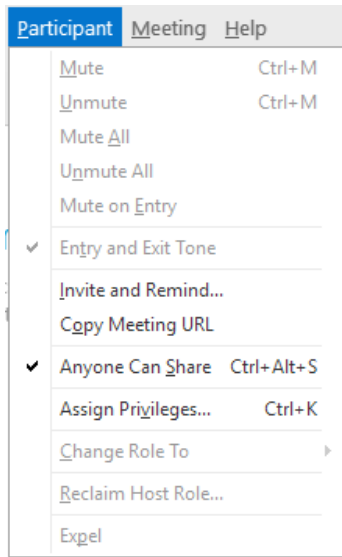 Participant Meeting Help
Mute Ctrl+M
Unmute Ctrl+M
Mute All
Unmute All
Mute on Entry
Entry and Exit Tone
Invite and Remind...
Copy Meeting URL
Anyone Can Share Ctrl+Alt+S
Assign Privileges... Ctrl+K
Change Role To
Reclaim Host Role...
Expel